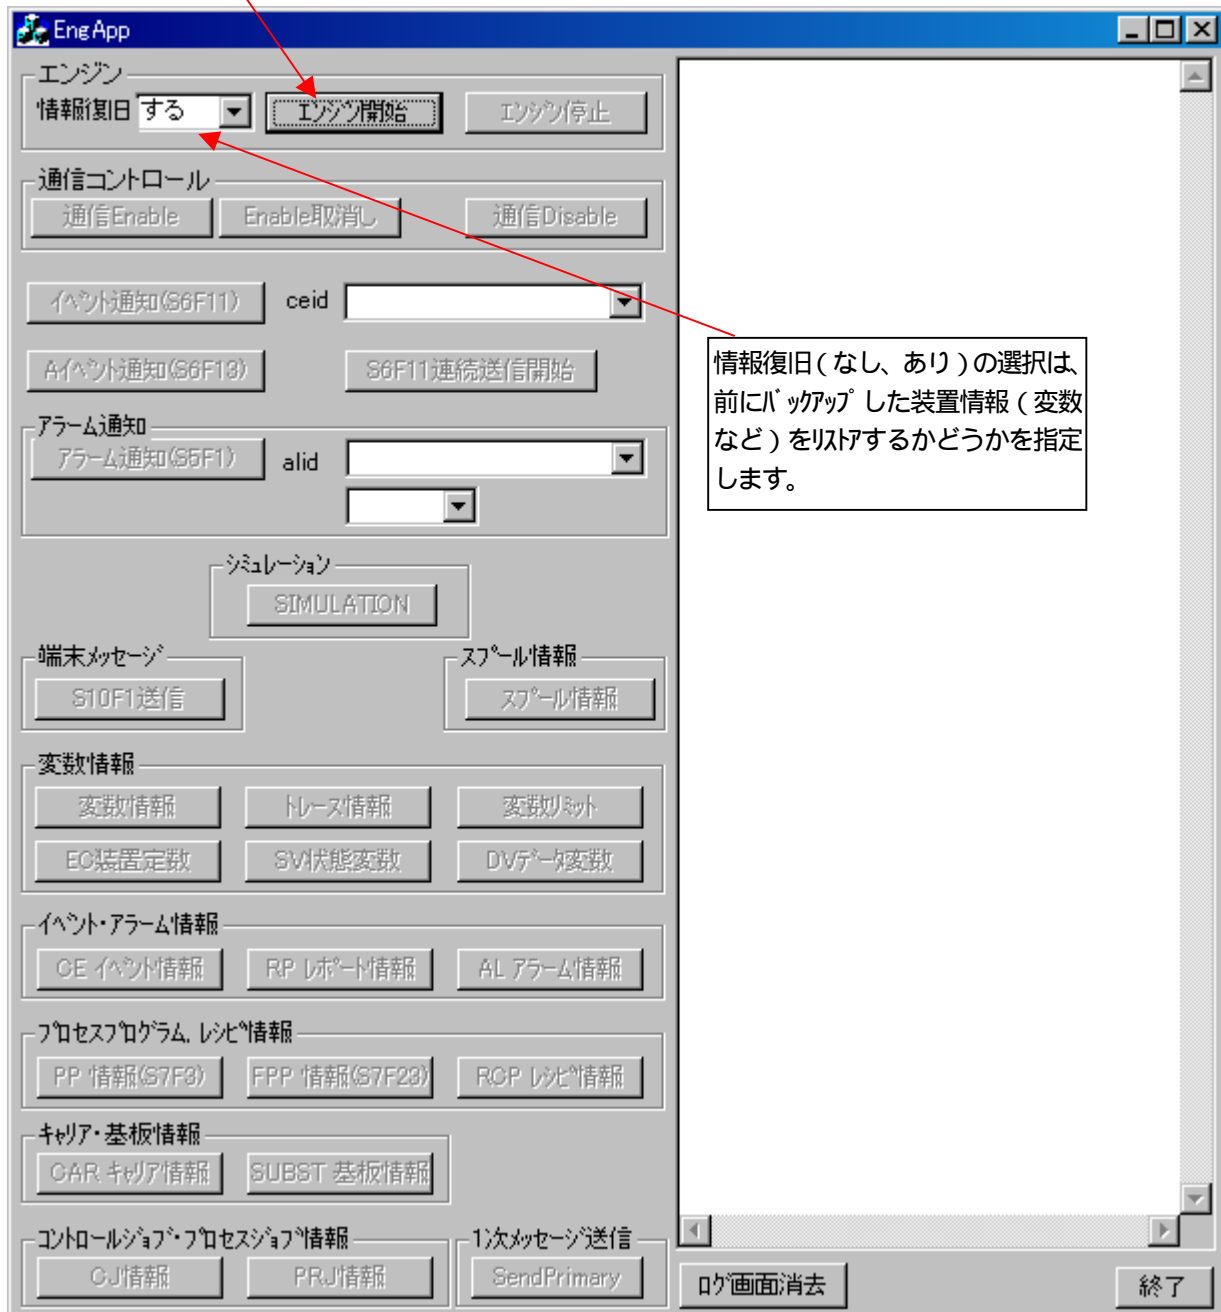 EngApp
エンジン
情報復旧 する エンジン開始 エンジン停止
通信コントロール
通信Enable Enable取消し 通信Disable
イベント通知(S6F11) ceid
Aイベント通知(S6F13) S6F11連続送信開始
アラーム通知
アラーム通知(S5F1) alid
情報復旧(なし、あり)の選択は、
前にバックアップした装置情報(変数
など)をリストアするかどうかを指定
します。
シミュレーション
SIMULATION
端末メッセージ スプール情報
S10F1送信 スプール情報
変数情報
変数情報 トレース情報 変数リミット
EC装置定数 SV状態変数 DVデータ変数
イベント・アラーム情報
CE イベント情報 RP レポート情報 AL アラーム情報
プロセスプログラム, レシピ情報
PP 情報(S7F3) FPP 情報(S7F23) RCP レシピ情報
キャリア・基板情報
CAR キャリア情報 SUBST 基板情報
コントロールジョブ・プロセスジョブ情報 1次メッセージ送信
CJ情報 PRJ情報 SendPrimary
ログ画面消去 終了